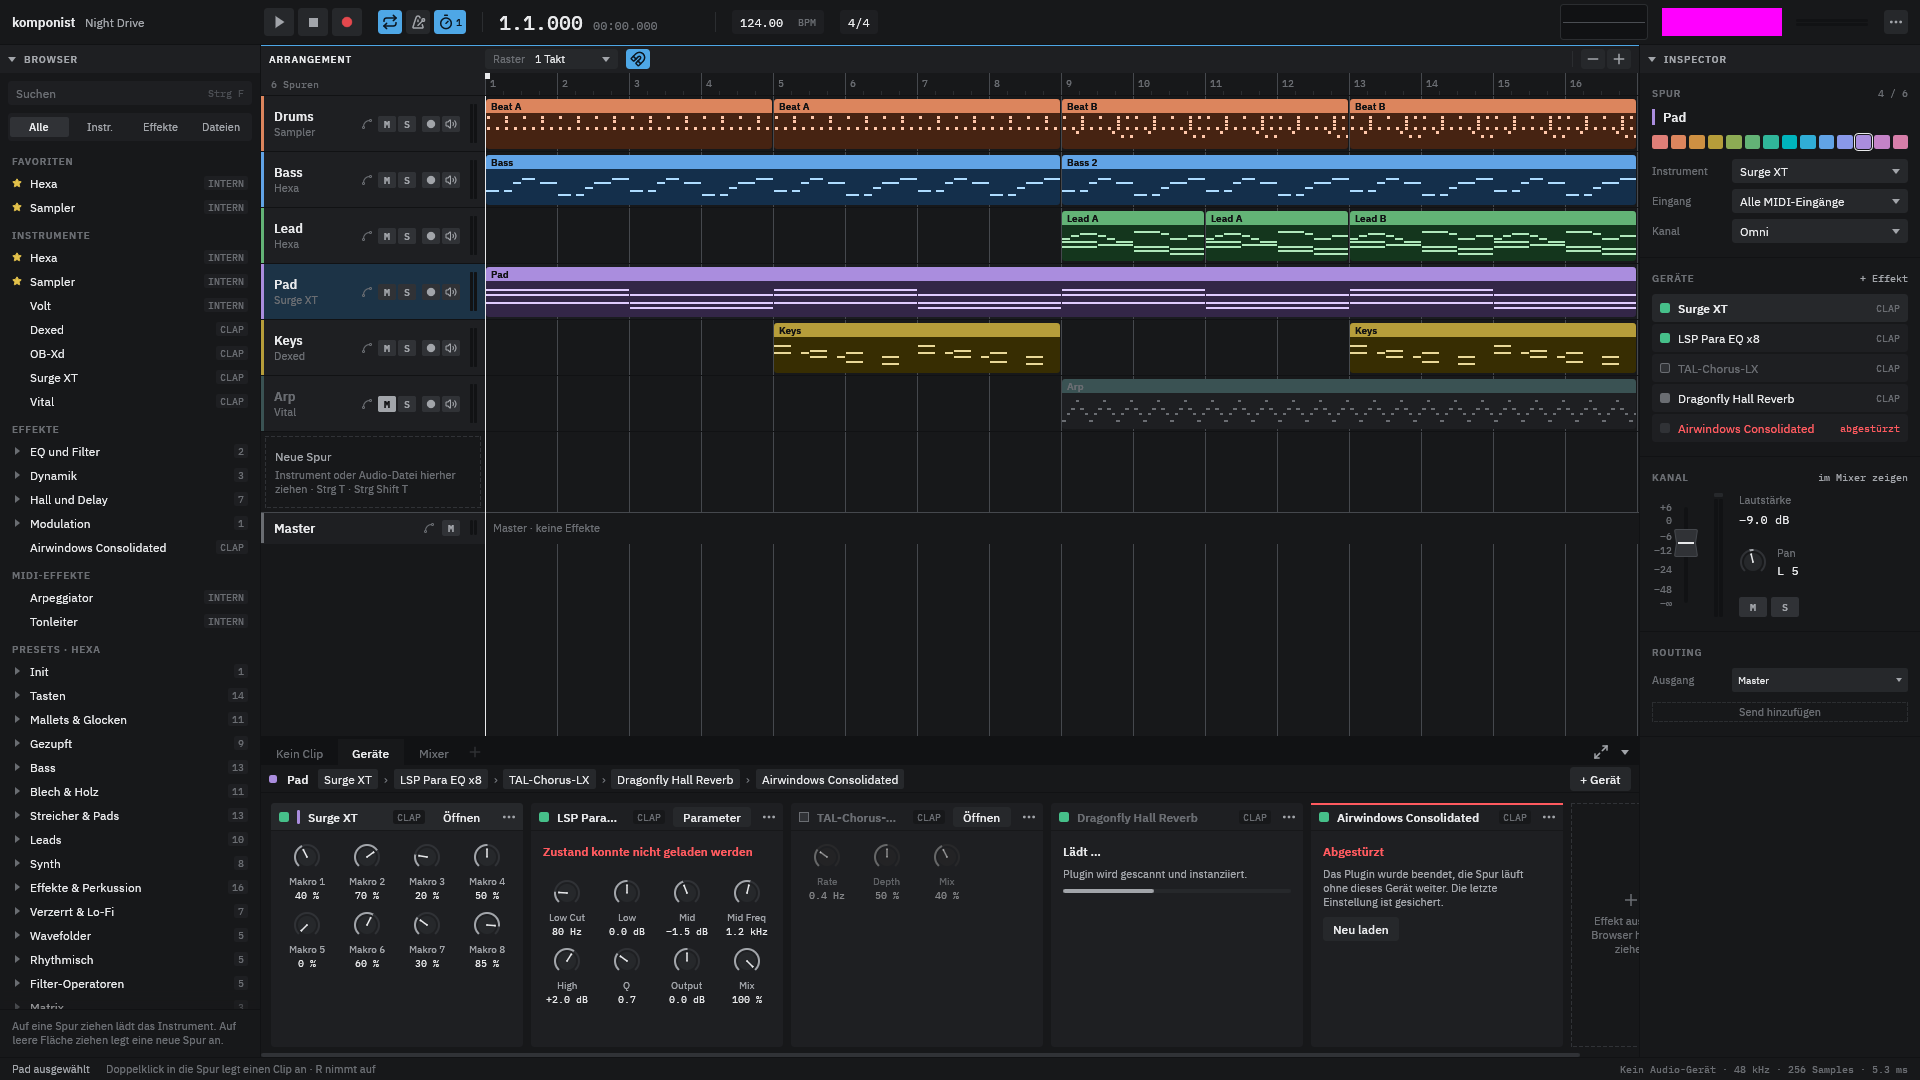 komponist Night Drive
1
1.1.000 00:00.000
124.00 BPM
4/4
BROWSER
Suchen Strg F
Alle Instr. Effekte Dateien
FAVORITEN
Hexa INTERN
Sampler INTERN
INSTRUMENTE
Hexa INTERN
Sampler INTERN
Volt INTERN
Dexed CLAP
OB-Xd CLAP
Surge XT CLAP
Vital CLAP
EFFEKTE
EQ und Filter 2
Dynamik 3
Hall und Delay 7
Modulation 1
Airwindows Consolidated CLAP
MIDI-EFFEKTE
Arpeggiator INTERN
Tonleiter INTERN
PRESETS · HEXA
Init 1
Tasten 14
Mallets & Glocken 11
Gezupft 9
Bass 13
Blech & Holz 11
Streicher & Pads 13
Leads 10
Synth 8
Effekte & Perkussion 16
Verzerrt & Lo-Fi 7
Wavefolder 5
Rhythmisch 5
Filter-Operatoren 5
Matrix 3
Auf eine Spur ziehen lädt das Instrument. Auf
leere Fläche ziehen legt eine neue Spur an.
ARRANGEMENT
Raster 1 Takt
6 Spuren
1 2 3 4 5 6 7 8 9 10 11 12 13 14 15 16
Drums
Sampler
M S
Beat A Beat A Beat B Beat B
Bass
Hexa
M S
Bass Bass 2
Lead
Hexa
M S
Lead A Lead A Lead B
Pad
Surge XT
M S
Pad
Keys
Dexed
M S
Keys Keys
Arp
Vital
M S
Arp
Neue Spur
Instrument oder Audio-Datei hierher
ziehen · Strg T · Strg Shift T
Master M
Master · keine Effekte
Kein Clip Geräte Mixer +
Pad Surge XT › LSP Para EQ x8 › TAL-Chorus-LX › Dragonfly Hall Reverb › Airwindows Consolidated
+ Gerät
Surge XT CLAP Öffnen
Makro 1 Makro 2 Makro 3 Makro 4
40 % 70 % 20 % 50 %
Makro 5 Makro 6 Makro 7 Makro 8
0 % 60 % 30 % 85 %
LSP Para... CLAP Parameter
Zustand konnte nicht geladen werden
Low Cut Low Mid Mid Freq
80 Hz 0.0 dB −1.5 dB 1.2 kHz
High Q Output Mix
+2.0 dB 0.7 0.0 dB 100 %
TAL-Chorus-... CLAP Öffnen
Rate Depth Mix
0.4 Hz 50 % 40 %
Dragonfly Hall Reverb CLAP
Lädt ...
Plugin wird gescannt und instanziiert.
Airwindows Consolidated CLAP
Abgestürzt
Das Plugin wurde beendet, die Spur läuft
ohne dieses Gerät weiter. Die letzte
Einstellung ist gesichert.
Neu laden
Effekt au
Browser h
ziehe
INSPECTOR
SPUR 4 / 6
Pad
Instrument Surge XT
Eingang Alle MIDI-Eingänge
Kanal Omni
GERÄTE + Effekt
Surge XT CLAP
LSP Para EQ x8 CLAP
TAL-Chorus-LX CLAP
Dragonfly Hall Reverb CLAP
Airwindows Consolidated abgestürzt
KANAL im Mixer zeigen
+6
0
−6
−12
−24
−48
−∞
Lautstärke
−9.0 dB
Pan
L 5
M S
ROUTING
Ausgang Master
Send hinzufügen
Pad ausgewählt Doppelklick in die Spur legt einen Clip an · R nimmt auf
Kein Audio-Gerät · 48 kHz · 256 Samples · 5.3 ms